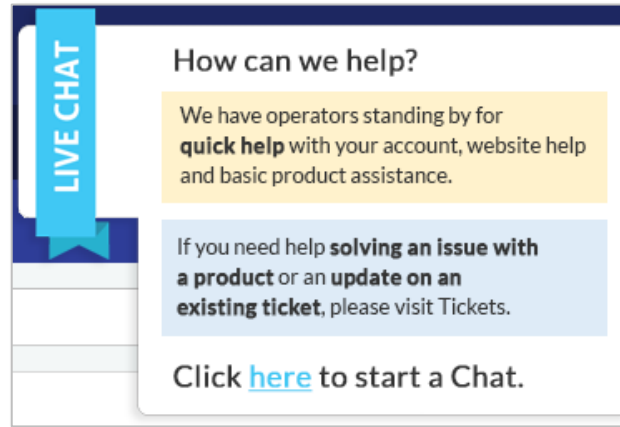 LIVE CHAT
How can we help?
We have operators standing by for
quick help with your account, website help
and basic product assistance.
If you need help solving an issue with
a product or an update on an
existing ticket, please visit Tickets.
Click here to start a Chat.